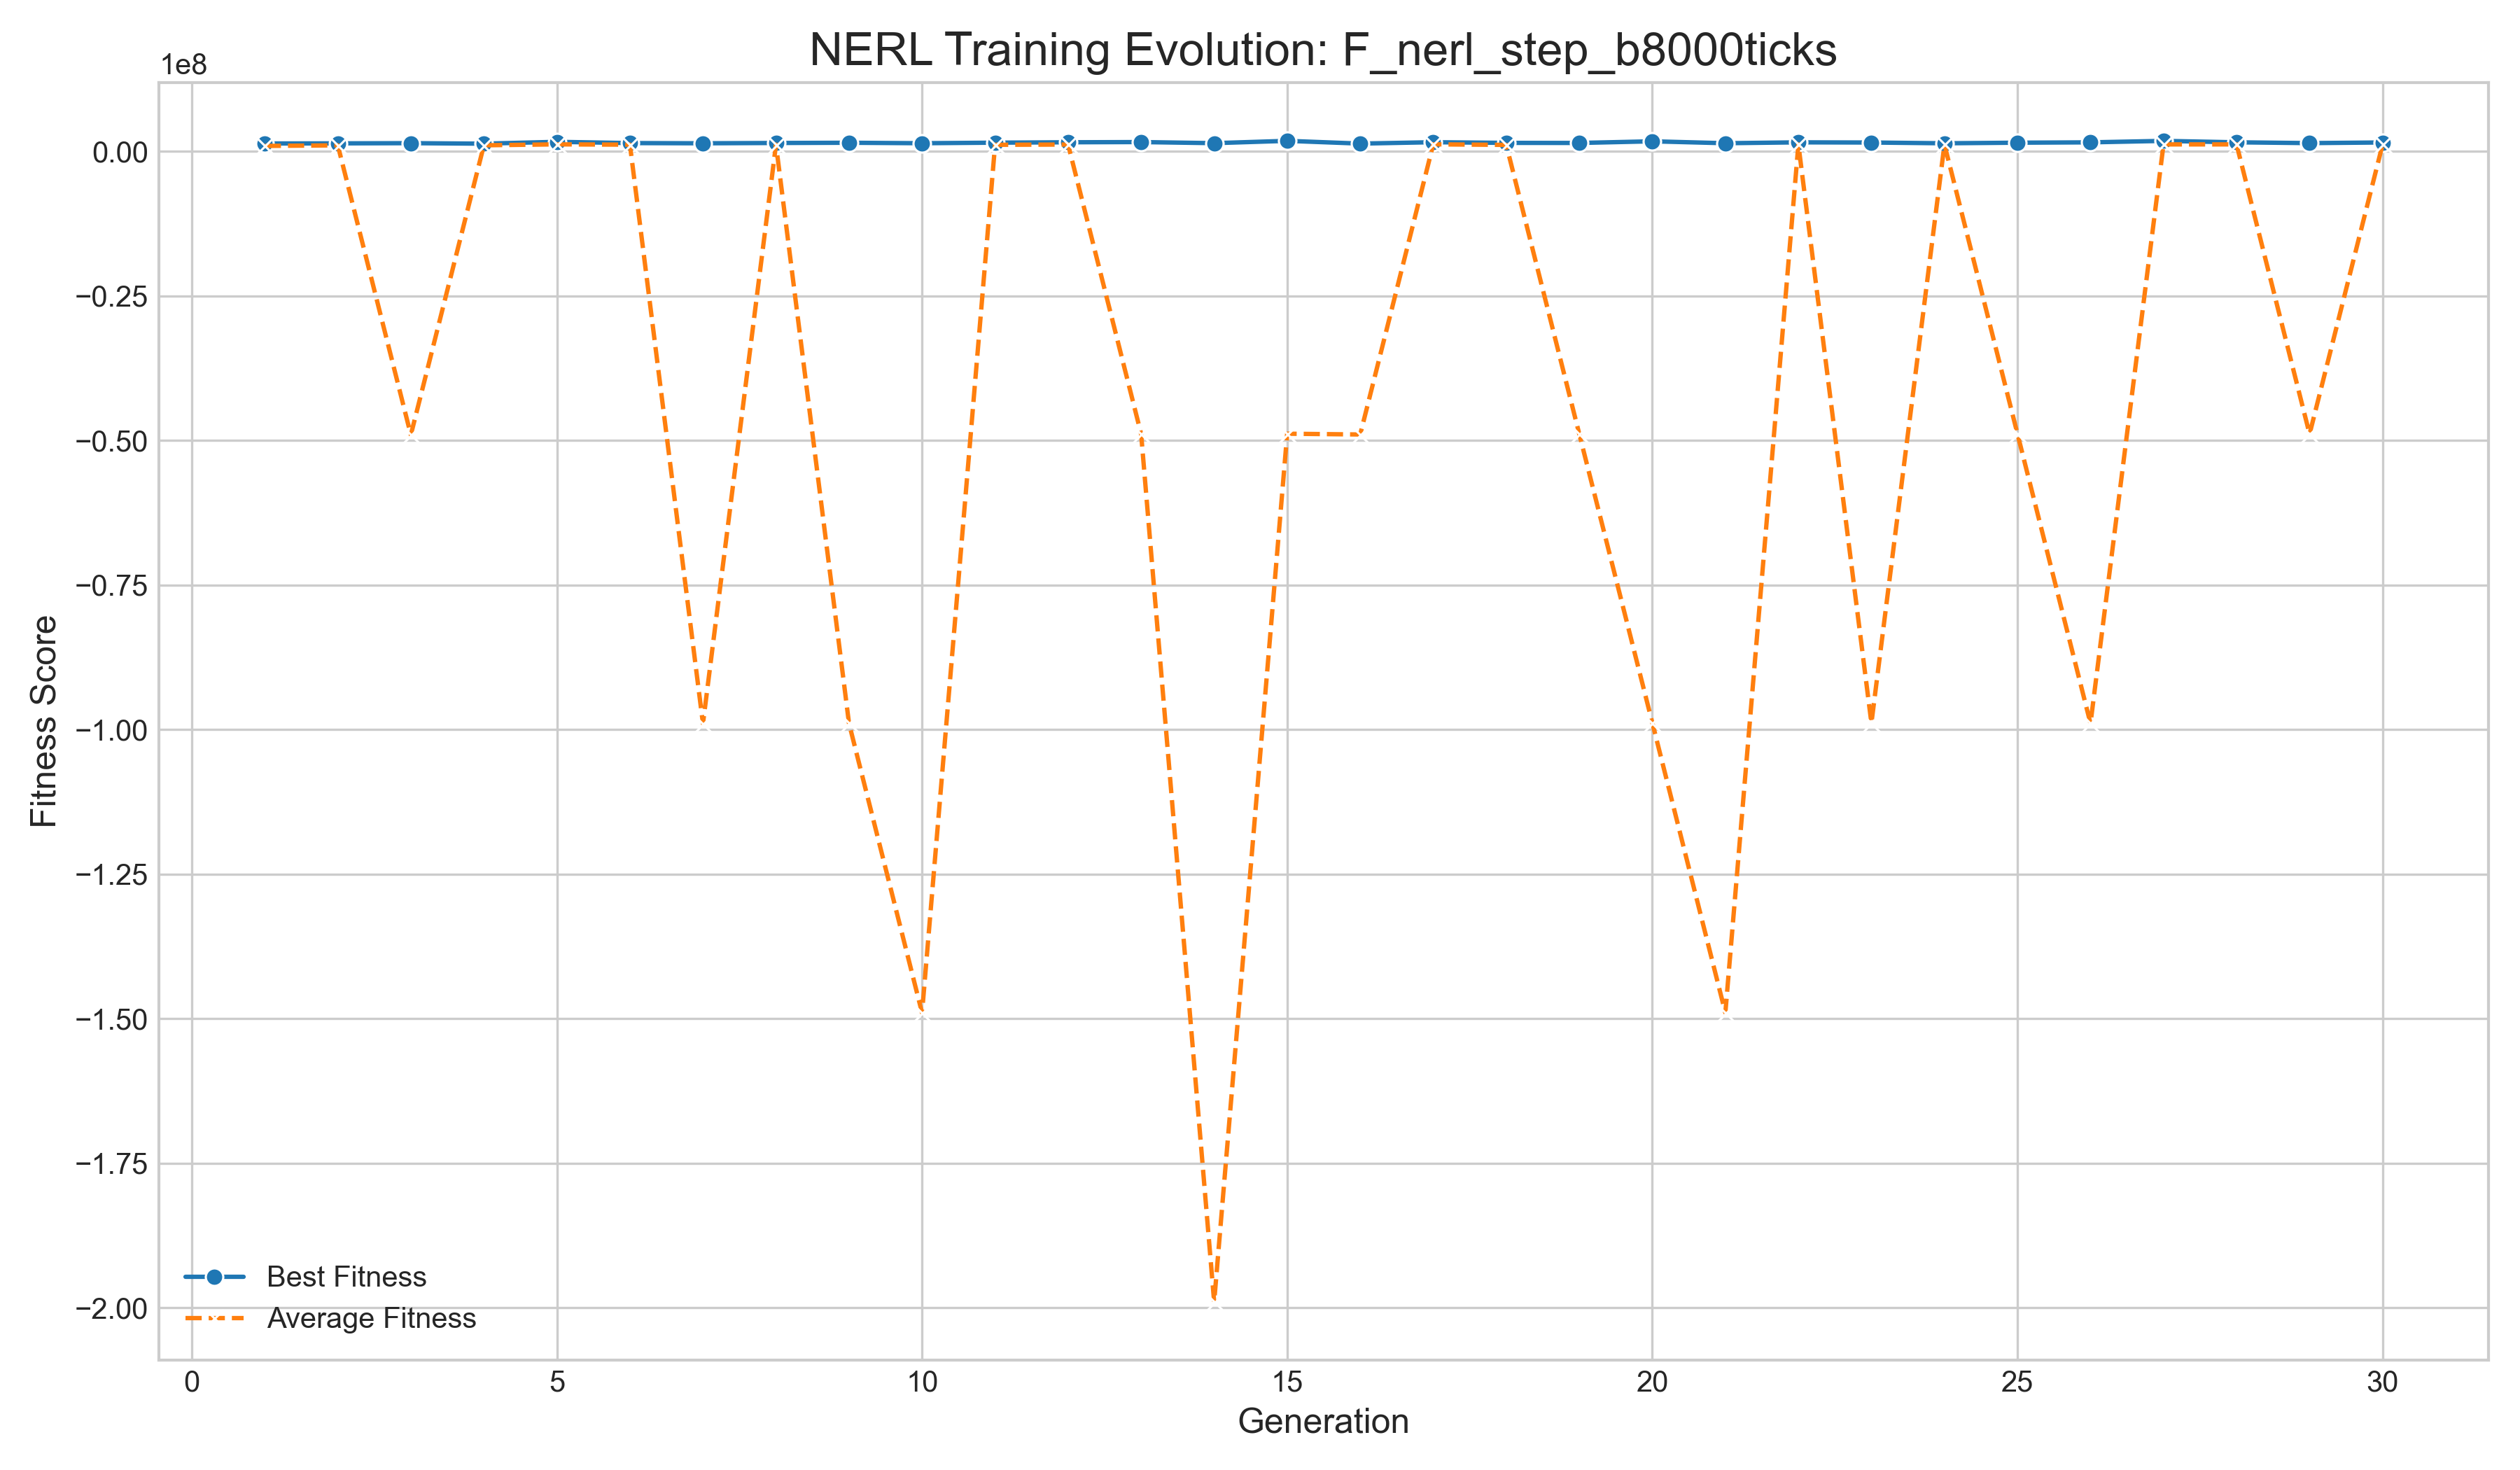 NERL Training Evolution: F_nerl_step_b8000ticks
1e8
0.00
−0.25
−0.50
−0.75
−1.00
−1.25
−1.50
−1.75
−2.00
Fitness Score
Best Fitness
Average Fitness
0 5 10 15 20 25 30
Generation